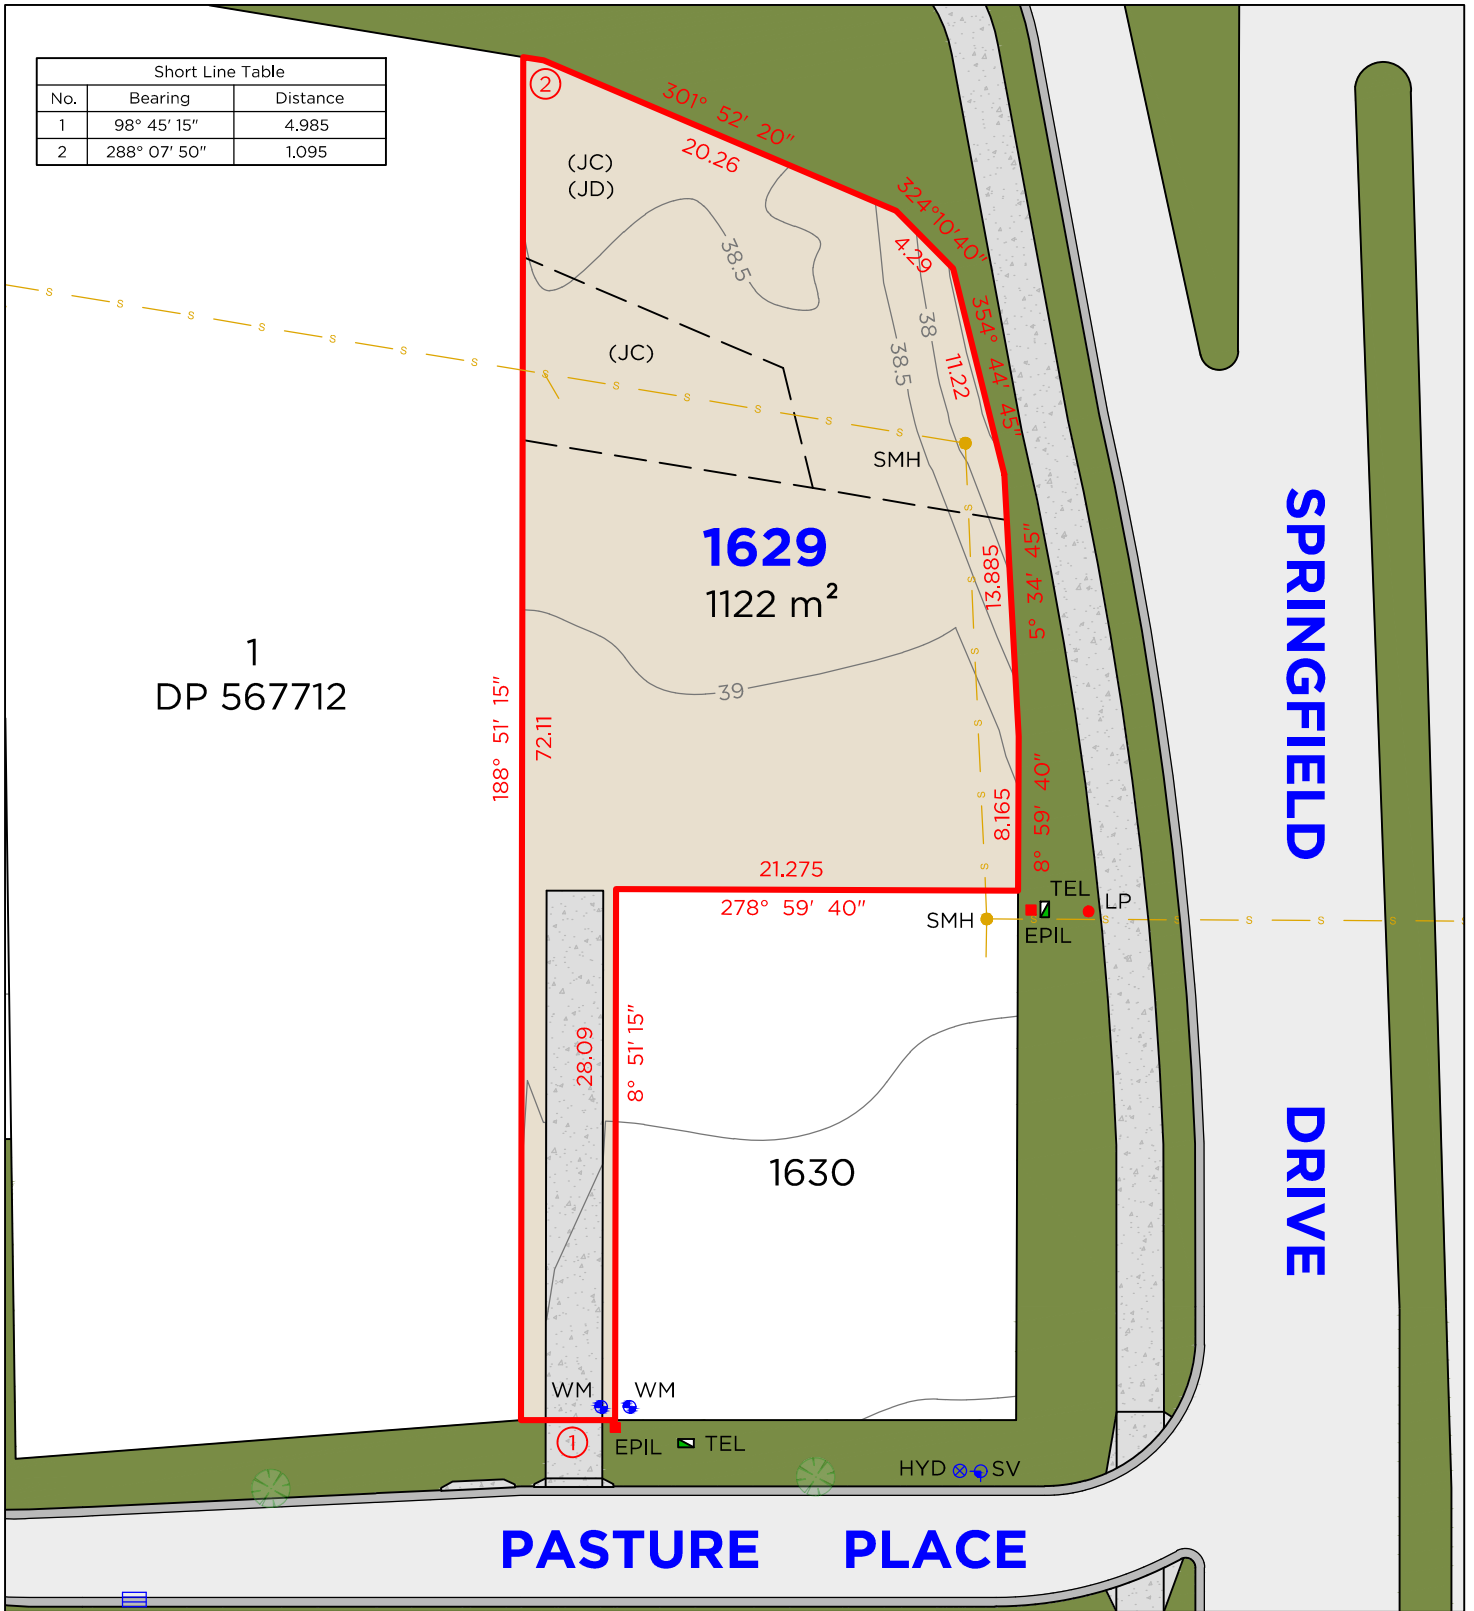 Short Line Table
No. Bearing Distance
1 98° 45' 15" 4.985
2 288° 07' 50" 1.095
2
301° 52' 20"
20.26
(JC)
(JD)
324°10'40"
4.29
38.5
354° 44' 45"
11.22
38
38.5
(JC)
s s s s s s s s s s s s s
SMH
1629
1122 m²
13.885
5° 34' 45"
s
s
s
s
SPRINGFIELD DRIVE
1
DP 567712
188° 51' 15"
72.11
39
8.165
8° 59' 40"
21.275
278° 59' 40"
TEL
LP
SMH
EPIL
s s s s s s
28.09
8° 51' 15"
1630
WM WM
1
EPIL TEL
HYD SV
PASTURE PLACE